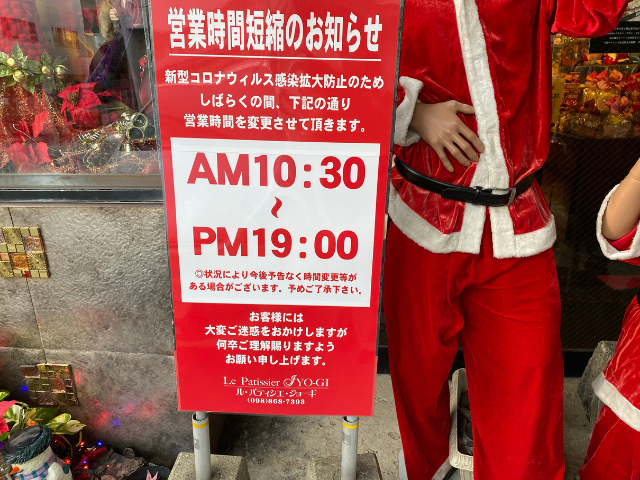 営業時間短縮のお知らせ
新型コロナウィルス感染拡大防止のため
しばらくの間、下記の通り
営業時間を変更させて頂きます。
AM10：30
～
PM19：00
◎状況により今後予告なく時間変更等が
ある場合がございます。予めご了承下さい。
お客様には
大変ご迷惑をおかけしますが
何卒ご理解賜りますよう
お願い申し上げます。
Le Patissier JYO-GI
ル・パティシエ・ジョーギ
(098)868-7393